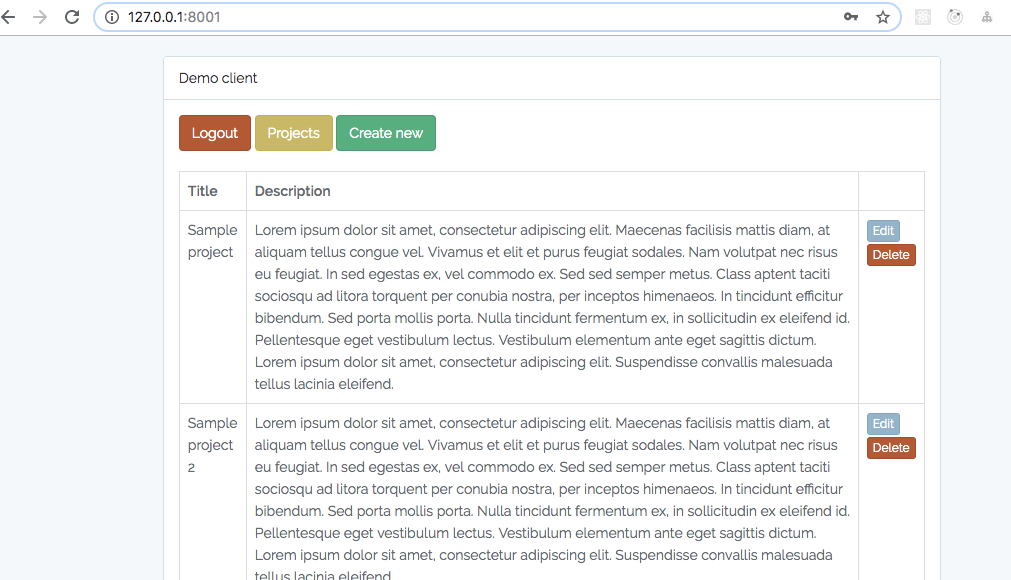 127.0.0.1:8001
Demo client
Logout Projects Create new
Title Description
Sample project
Lorem ipsum dolor sit amet, consectetur adipiscing elit. Maecenas facilisis mattis diam, at
aliquam tellus congue vel. Vivamus et elit et purus feugiat sodales. Nam volutpat nec risus
eu feugiat. In sed egestas ex, vel commodo ex. Sed sed semper metus. Class aptent taciti
sociosqu ad litora torquent per conubia nostra, per inceptos himenaeos. In tincidunt efficitur
bibendum. Sed porta mollis porta. Nulla tincidunt fermentum ex, in sollicitudin ex eleifend id.
Pellentesque eget vestibulum lectus. Vestibulum elementum ante eget sagittis dictum.
Lorem ipsum dolor sit amet, consectetur adipiscing elit. Suspendisse convallis malesuada
tellus lacinia eleifend.
Edit
Delete
Sample project 2
Lorem ipsum dolor sit amet, consectetur adipiscing elit. Maecenas facilisis mattis diam, at
aliquam tellus congue vel. Vivamus et elit et purus feugiat sodales. Nam volutpat nec risus
eu feugiat. In sed egestas ex, vel commodo ex. Sed sed semper metus. Class aptent taciti
sociosqu ad litora torquent per conubia nostra, per inceptos himenaeos. In tincidunt efficitur
bibendum. Sed porta mollis porta. Nulla tincidunt fermentum ex, in sollicitudin ex eleifend id.
Pellentesque eget vestibulum lectus. Vestibulum elementum ante eget sagittis dictum.
Lorem ipsum dolor sit amet, consectetur adipiscing elit. Suspendisse convallis malesuada
tellus lacinia eleifend.
Edit
Delete